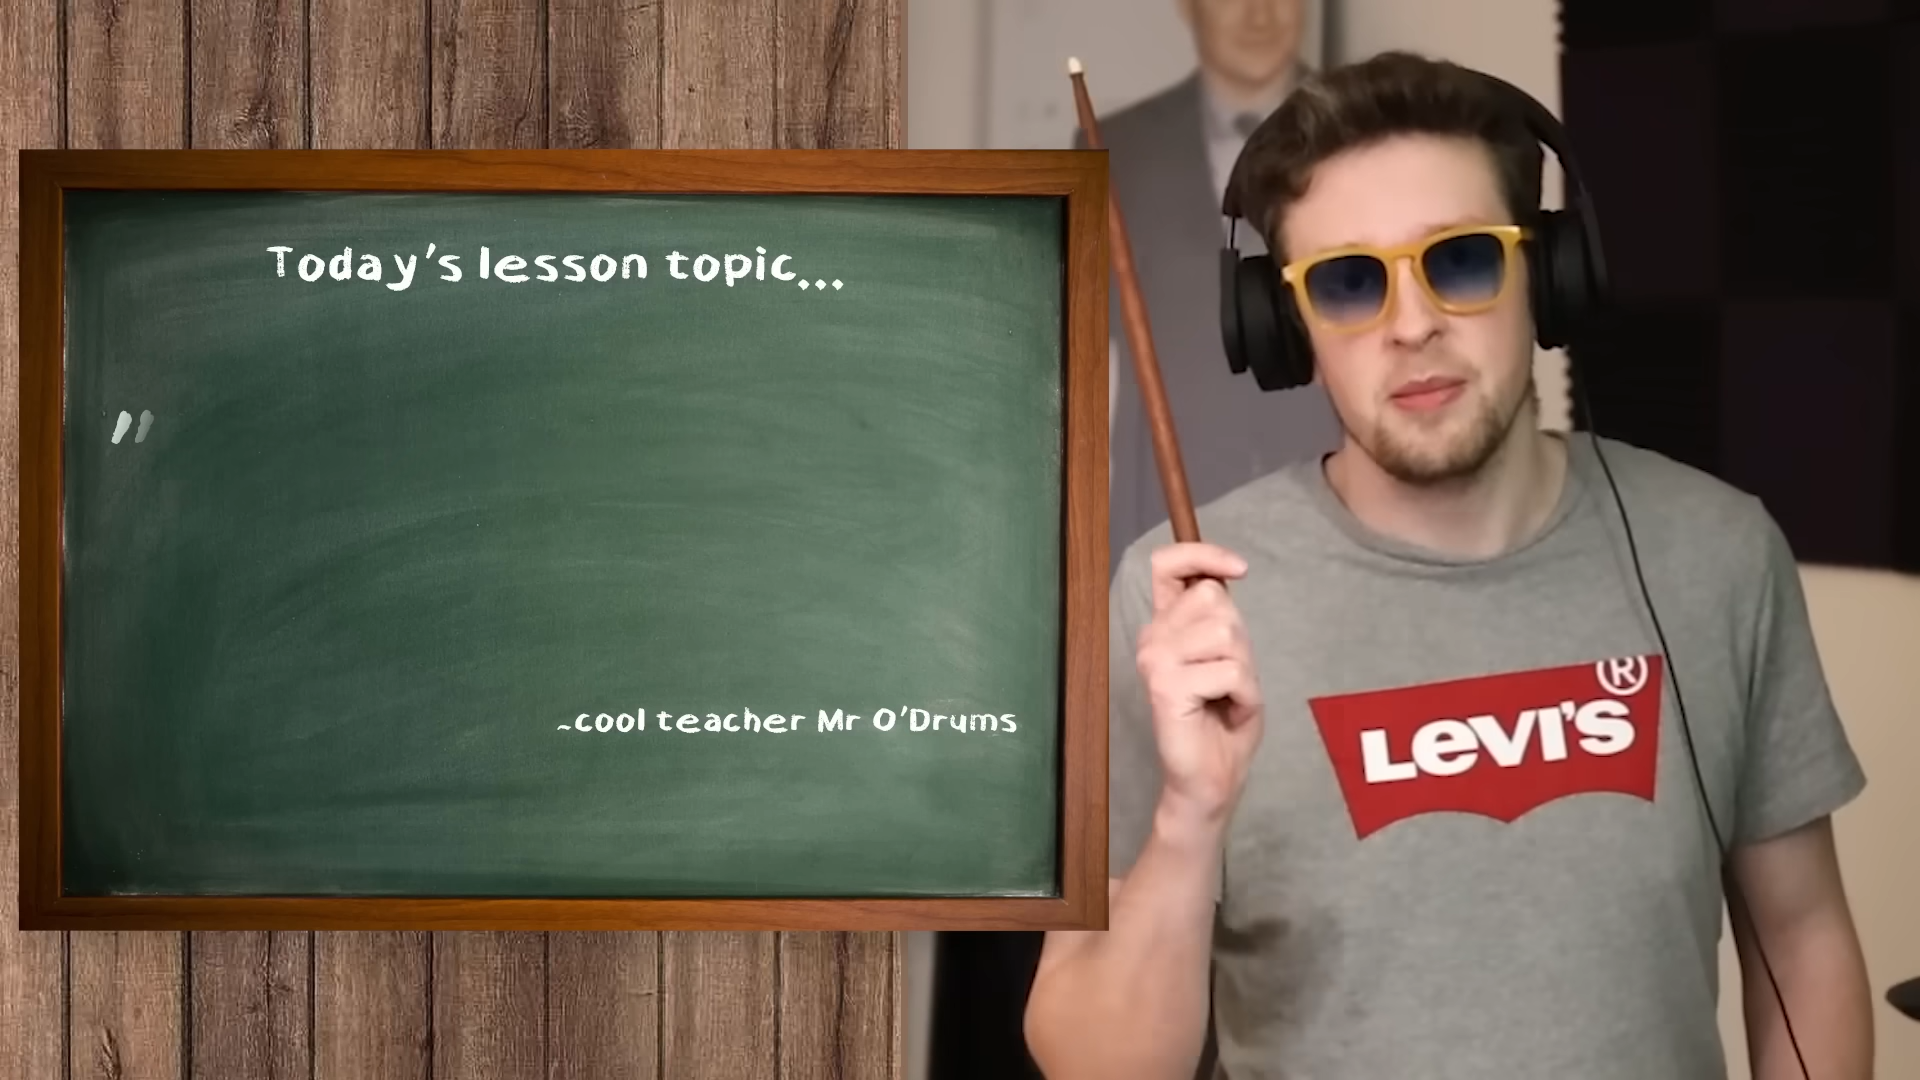 Today's lesson topic...
"
~cool teacher Mr O'Drums
LEVI'S
®